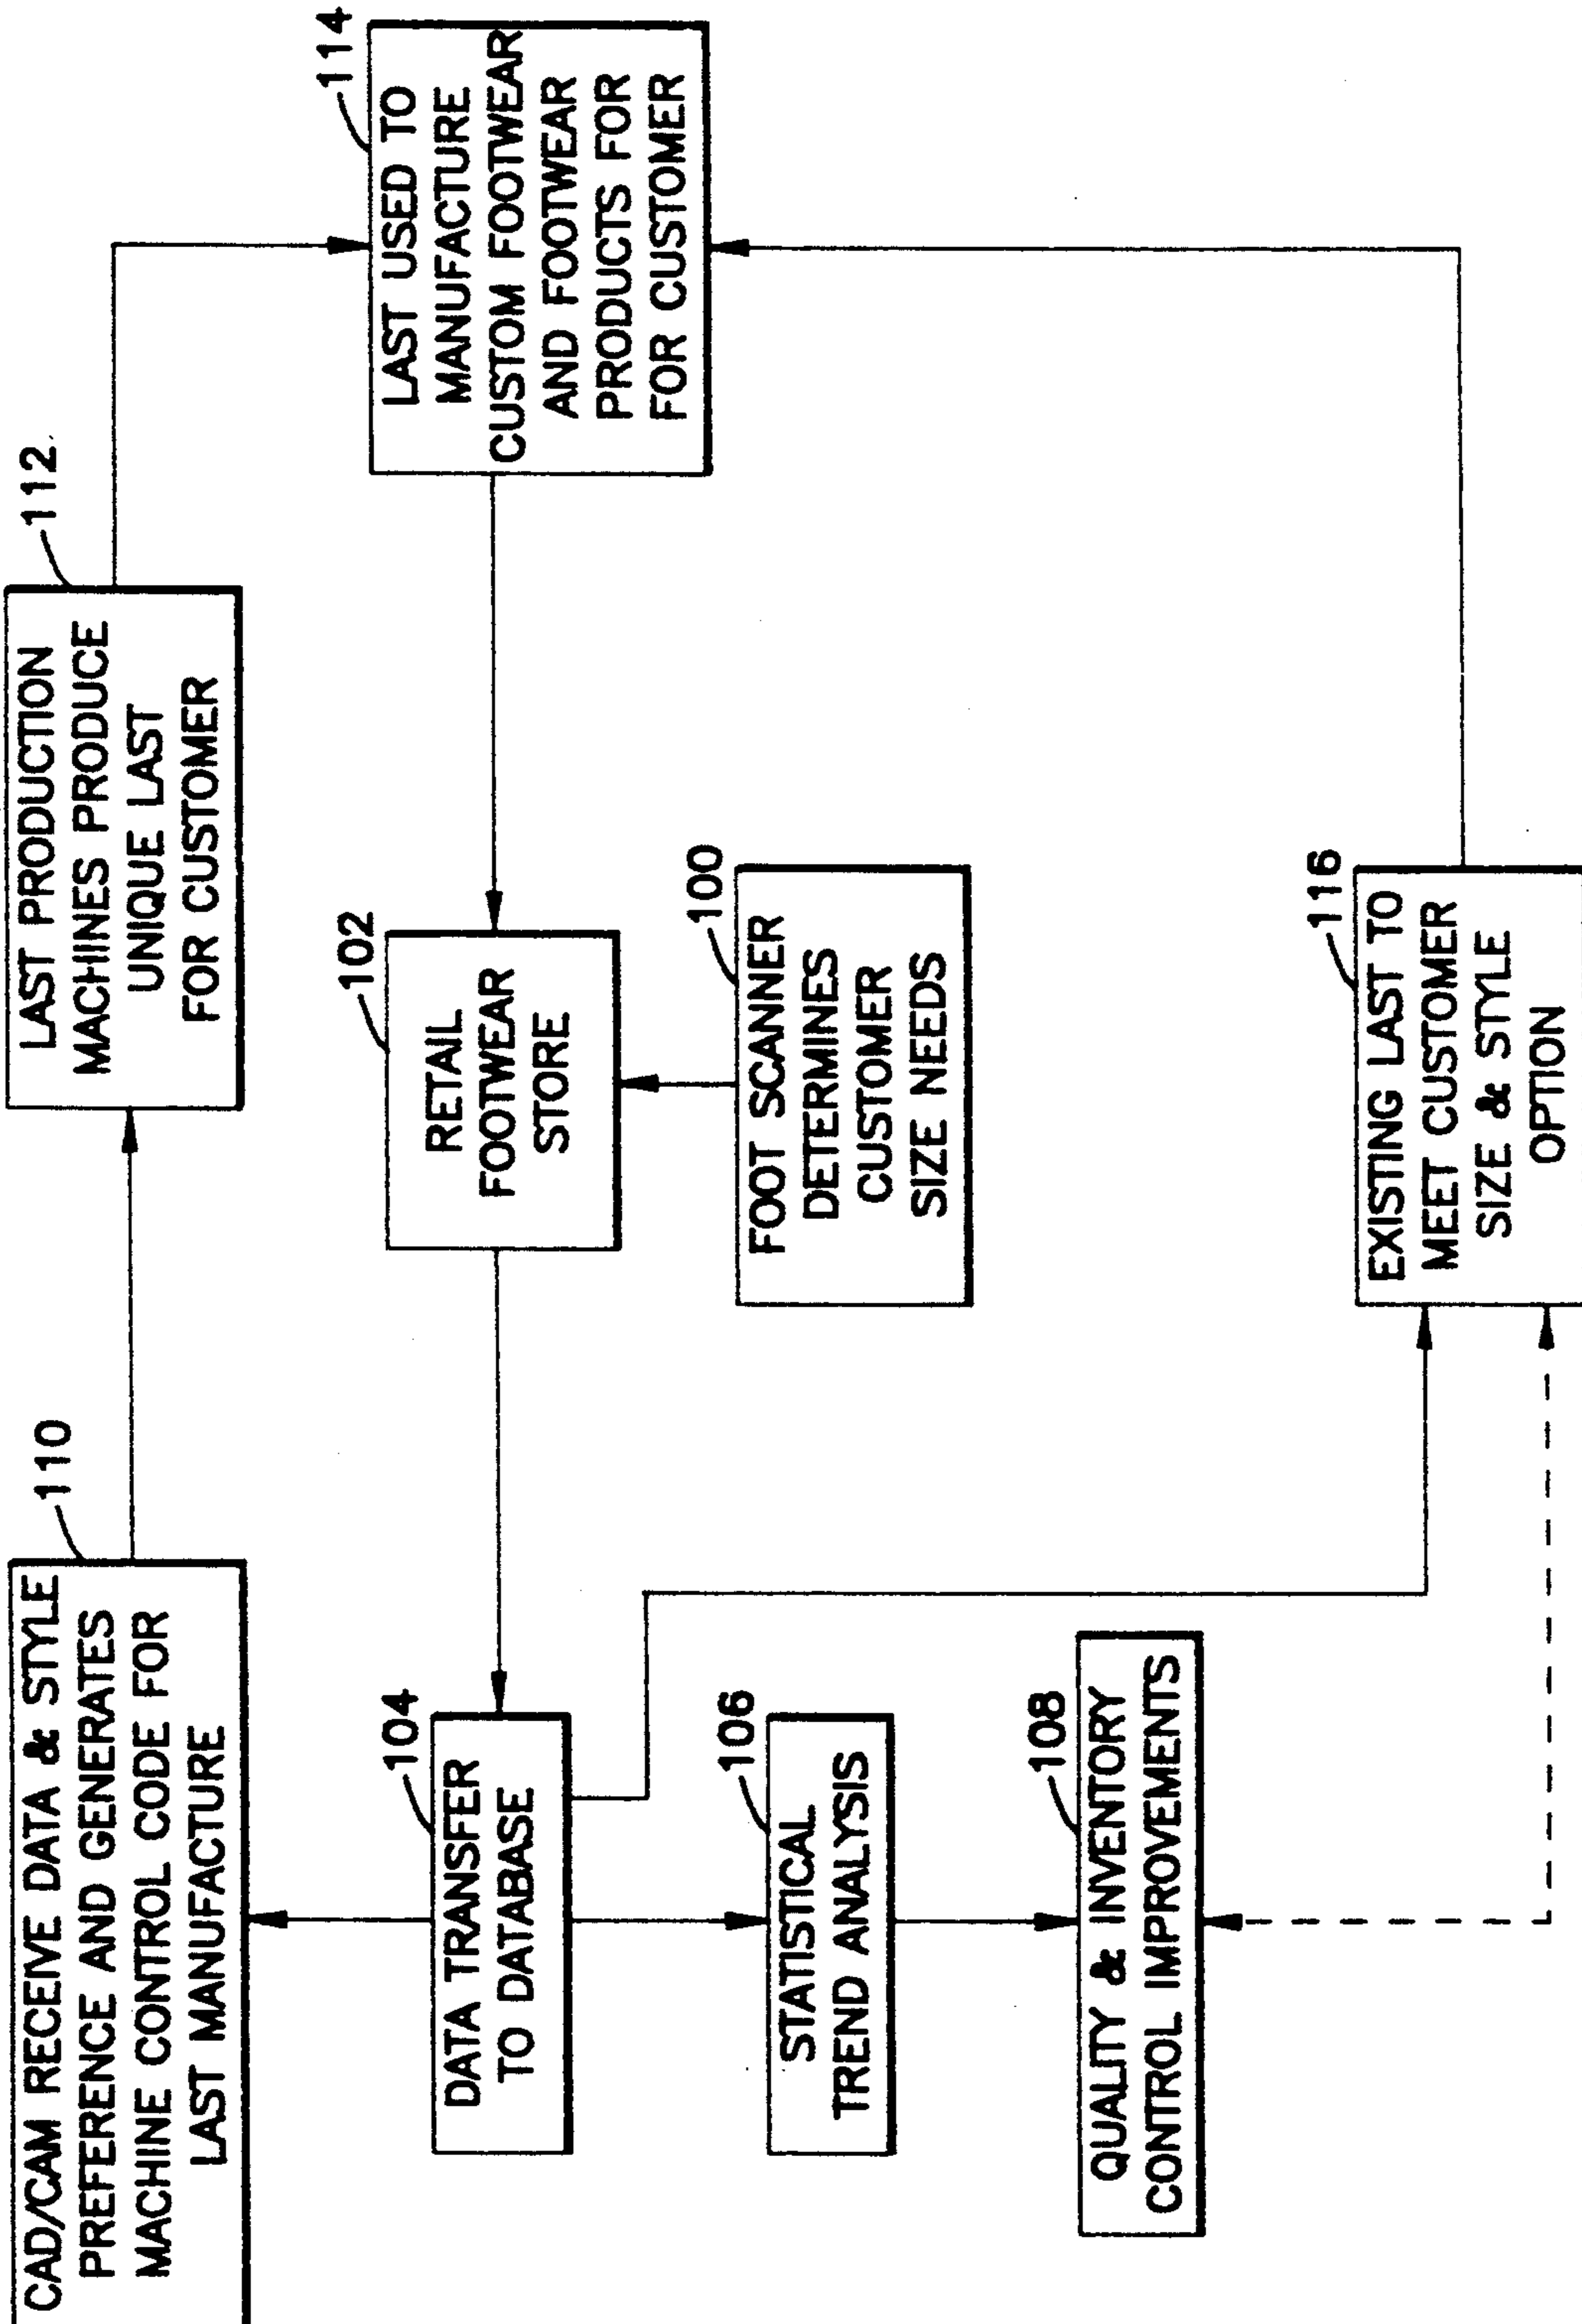 110
CAD/CAM RECEIVE DATA & STYLE
PREFERENCE AND GENERATES
MACHINE CONTROL CODE FOR
LAST MANUFACTURE
112
LAST PRODUCTION
MACHINES PRODUCE
UNIQUE LAST
FOR CUSTOMER
104
DATA TRANSFER
TO DATABASE
102
RETAIL
FOOTWEAR
STORE
114
LAST USED TO
MANUFACTURE
CUSTOM FOOTWEAR
AND FOOTWEAR
PRODUCTS FOR
FOR CUSTOMER
106
STATISTICAL
TREND ANALYSIS
100
FOOT SCANNER
DETERMINES
CUSTOMER
SIZE NEEDS
108
QUALITY & INVENTORY
CONTROL IMPROVEMENTS
116
EXISTING LAST TO
MEET CUSTOMER
SIZE & STYLE
OPTION